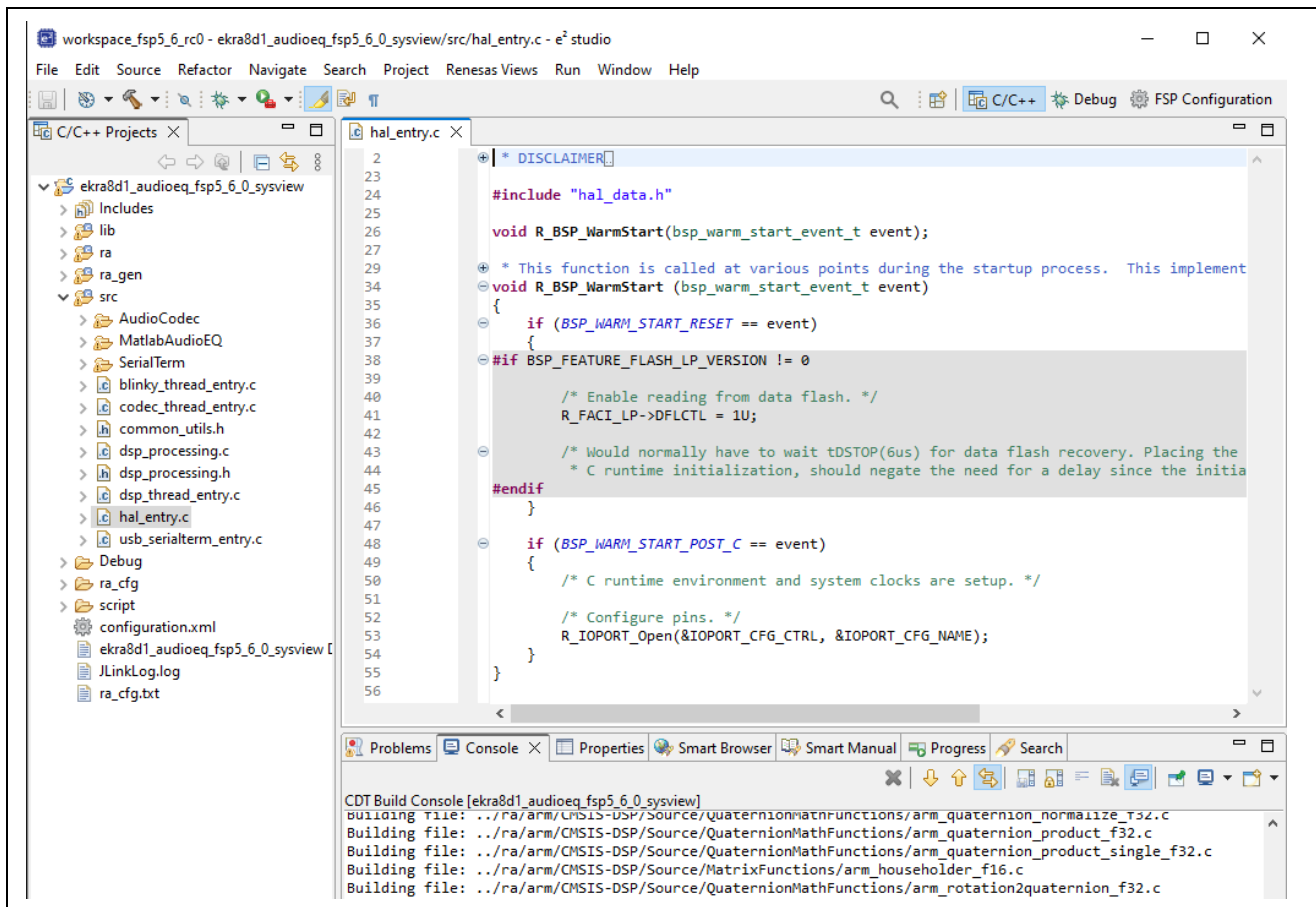 workspace_fsp5_6_rc0 - ekra8d1_audioeq_fsp5_6_0_sysview/src/hal_entry.c - e² studio
File Edit Source Refactor Navigate Search Project Renesas Views Run Window Help
C/C++ Debug FSP Configuration
C/C++ Projects
ekra8d1_audioeq_fsp5_6_0_sysview
Includes
lib
ra
ra_gen
src
AudioCodec
MatlabAudioEQ
SerialTerm
blinky_thread_entry.c
codec_thread_entry.c
common_utils.h
dsp_processing.c
dsp_processing.h
dsp_thread_entry.c
hal_entry.c
usb_serialterm_entry.c
Debug
ra_cfg
script
configuration.xml
ekra8d1_audioeq_fsp5_6_0_sysview D
JLinkLog.log
ra_cfg.txt
hal_entry.c
2 * DISCLAIMER
23
24 #include "hal_data.h"
25
26 void R_BSP_WarmStart(bsp_warm_start_event_t event);
27
29 * This function is called at various points during the startup process.  This implement
34 void R_BSP_WarmStart (bsp_warm_start_event_t event)
35 {
36 if (BSP_WARM_START_RESET == event)
37 {
38 #if BSP_FEATURE_FLASH_LP_VERSION != 0
39
40 /* Enable reading from data flash. */
41 R_FACI_LP->DFLCTL = 1U;
42
43 /* Would normally have to wait tDSTOP(6us) for data flash recovery. Placing the
44 * C runtime initialization, should negate the need for a delay since the initia
45 #endif
46 }
47
48 if (BSP_WARM_START_POST_C == event)
49 {
50 /* C runtime environment and system clocks are setup. */
51
52 /* Configure pins. */
53 R_IOPORT_Open(&IOPORT_CFG_CTRL, &IOPORT_CFG_NAME);
54 }
55 }
56
Problems Console Properties Smart Browser Smart Manual Progress Search
CDT Build Console [ekra8d1_audioeq_fsp5_6_0_sysview]
Building file: ../ra/arm/CMSIS-DSP/Source/QuaternionMathFunctions/arm_quaternion_normalize_f32.c
Building file: ../ra/arm/CMSIS-DSP/Source/QuaternionMathFunctions/arm_quaternion_product_f32.c
Building file: ../ra/arm/CMSIS-DSP/Source/QuaternionMathFunctions/arm_quaternion_product_single_f32.c
Building file: ../ra/arm/CMSIS-DSP/Source/MatrixFunctions/arm_householder_f16.c
Building file: ../ra/arm/CMSIS-DSP/Source/QuaternionMathFunctions/arm_rotation2quaternion_f32.c